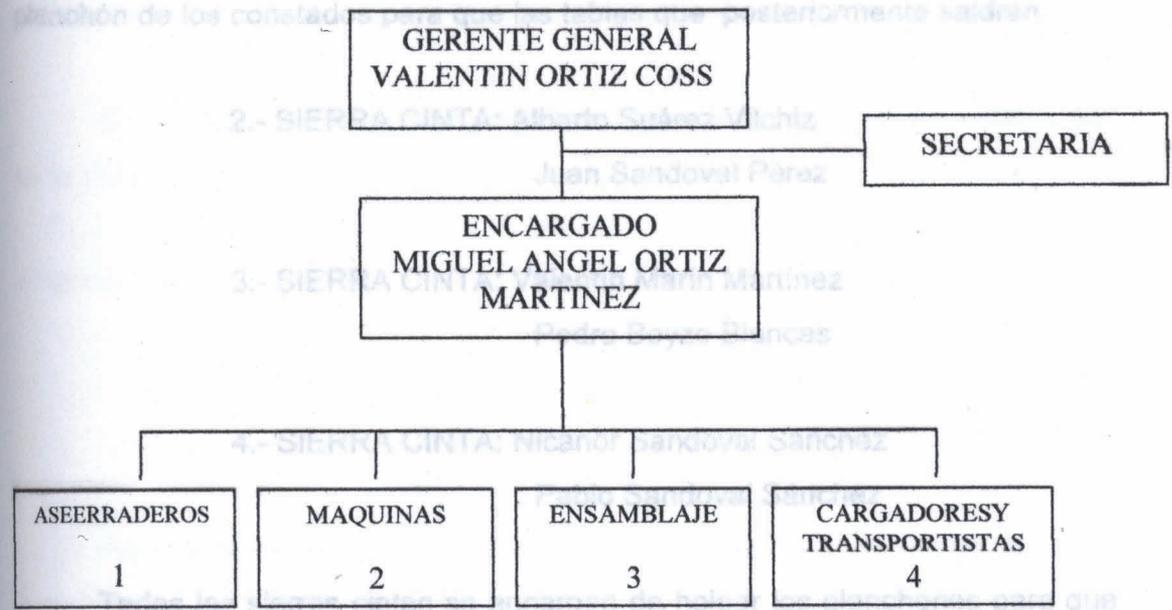 planchón de los constados para que las tablas que posteriormente saldrán
GERENTE GENERAL
VALENTIN ORTIZ COSS
2.- SIERRA CINTA: Alberto Suárez Vilchiz
SECRETARIA
Juan Sandoval Pérez
ENCARGADO
MIGUEL ANGEL ORTIZ
MARTINEZ
3.- SIERRA CINTA: Valentín Marín Martínez
Pedro Boyzo Blancas
4.- SIERRA CINTA: Nicanor Sandoval Sánchez
Pablo Sandoval Sánchez
ASEERRADEROS
1
MAQUINAS
2
ENSAMBLAJE
3
CARGADORESY
TRANSPORTISTAS
4
Todas las sierras cintas se encargan de los planchones para que